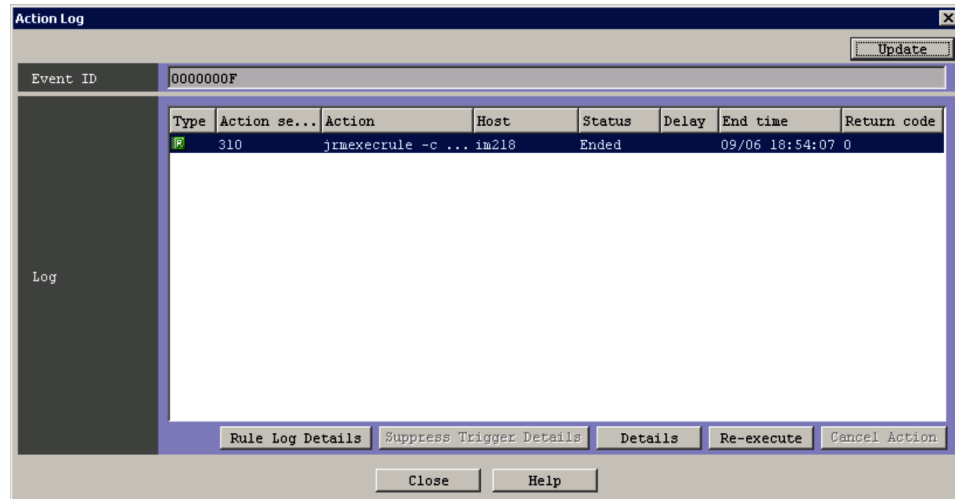 Action Log
Update
Event ID 0000000F
Type Action se... Action Host Status Delay End time Return code
R 310 jrmexecrule -c ... im218 Ended 09/06 18:54:07 0
Log
Rule Log Details Suppress Trigger Details Details Re-execute Cancel Action
Close Help